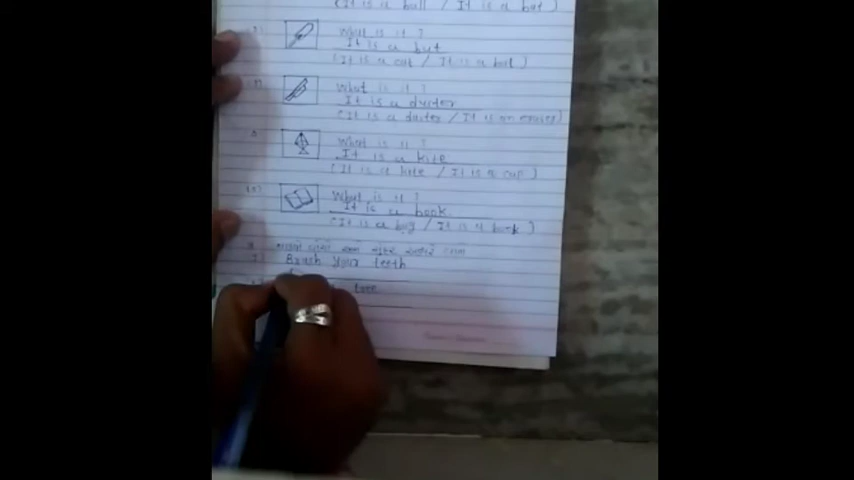 (It is a ball / It is a bat)
What is it ?
It is a bat
(It is a cat / It is a bat)
What is it ?
It is a duster
(It is a duster / It is an eraser)
What is it ?
It is a kite
(It is a kite / It is a cup)
What is it ?
It is a book
(It is a bag / It is a book)
Brush your teeth